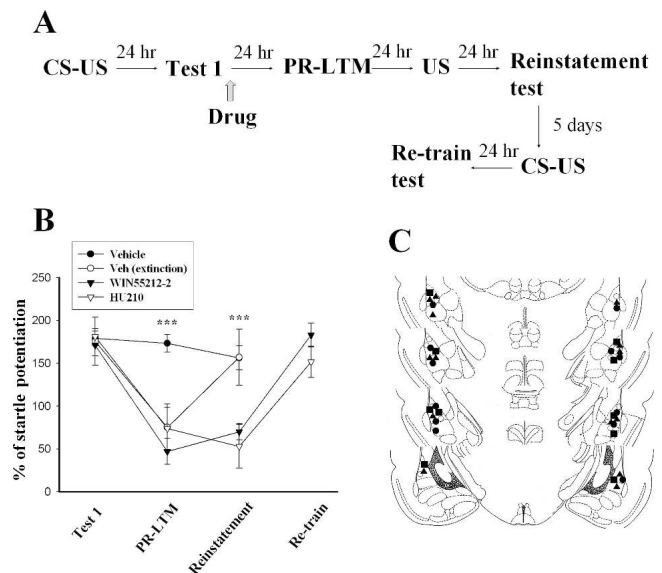 A
CS-US 24 hr Test 1 24 hr PR-LTM 24 hr US 24 hr Reinstatement test
Drug
5 days
Re-train test 24 hr CS-US
B
Vehicle
Veh (extinction)
WIN55212-2
HU210
% of startle potentiation
250
200
150
100
50
0
***
***
Test 1
PR-LTM
Reinstatement
Re-train
C